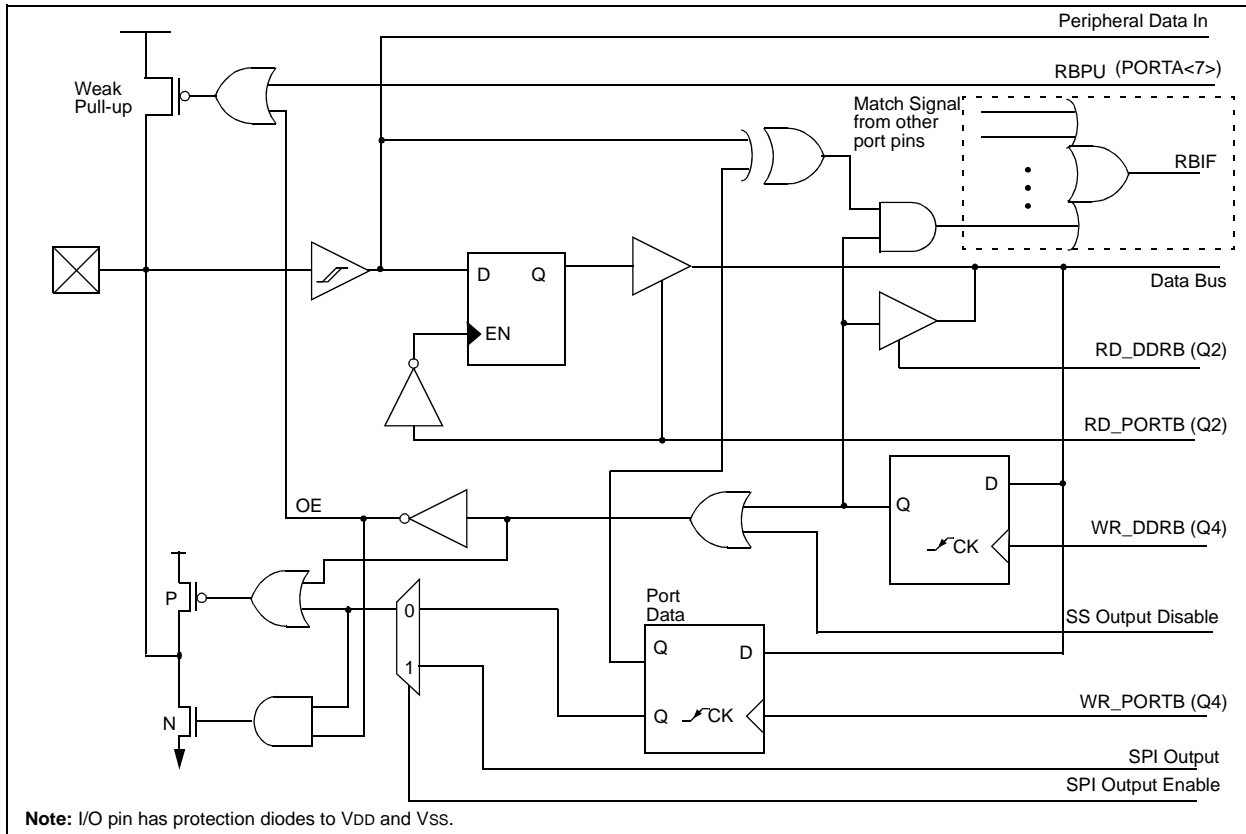 Peripheral Data In
RBPU (PORTA<7>)
Weak
Pull-up
Match Signal
from other
port pins
RBIF
D Q
EN
Data Bus
RD_DDRB (Q2)
RD_PORTB (Q2)
OE
Q D
CK
WR_DDRB (Q4)
P
0
1
Port
Data
SS Output Disable
Q D
N
Q CK
WR_PORTB (Q4)
SPI Output
SPI Output Enable
Note: I/O pin has protection diodes to VDD and VSS.